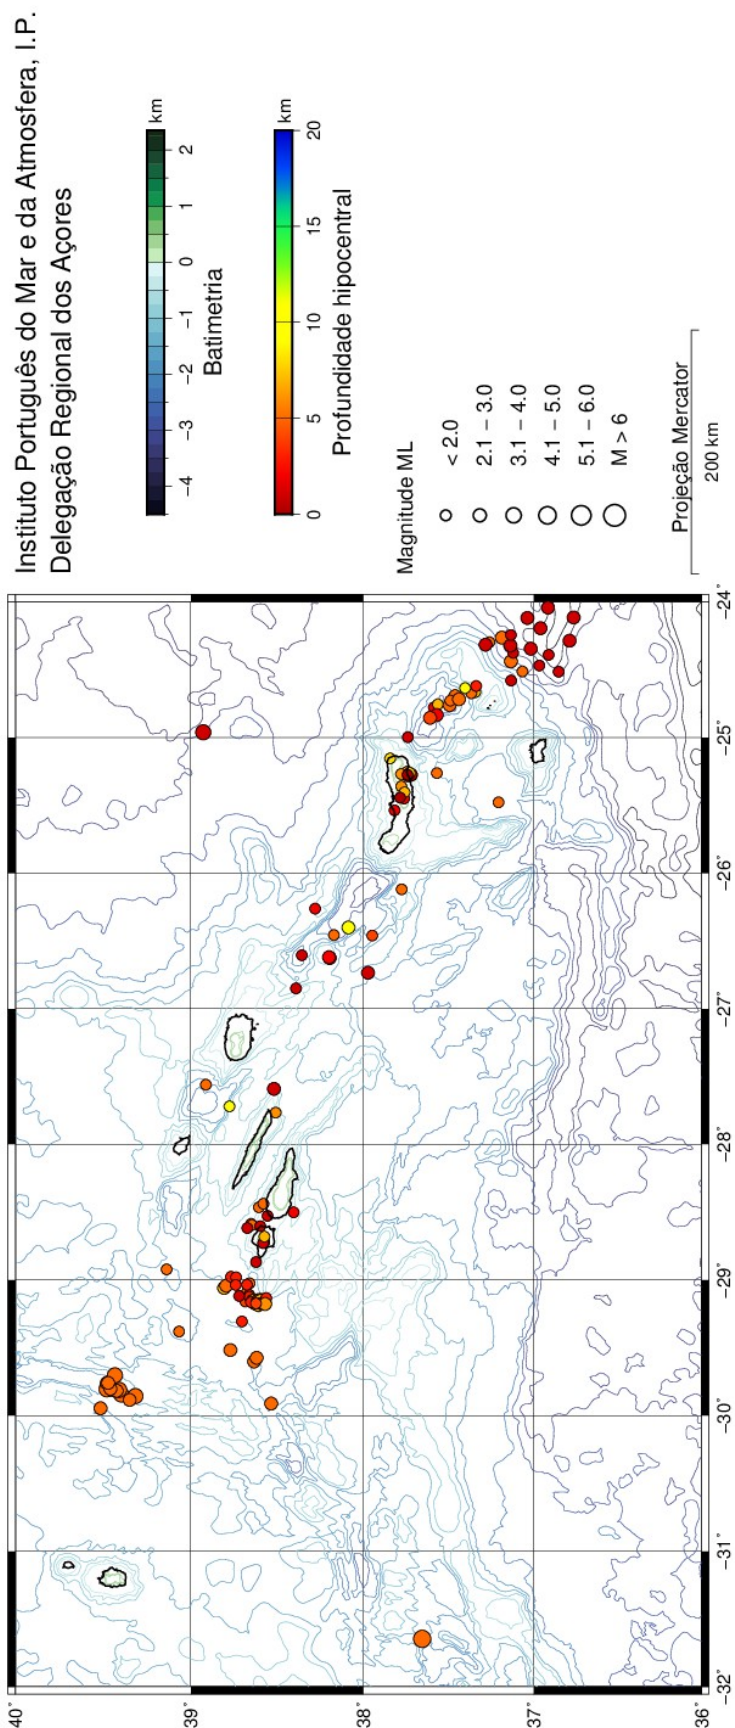 Instituto Português do Mar e da Atmosfera, I.P.
Delegação Regional dos Açores
km
−4 −3 −2 −1 0 1 2
Batimetria
km
0 5 10 15 20
Profundidade hipocentral
Magnitude ML
< 2.0
2.1 − 3.0
3.1 − 4.0
4.1 − 5.0
5.1 − 6.0
M > 6
Projeção Mercator
200 km
40°
39°
38°
37°
36°
−32° −31° −30° −29° −28° −27° −26° −25° −24°